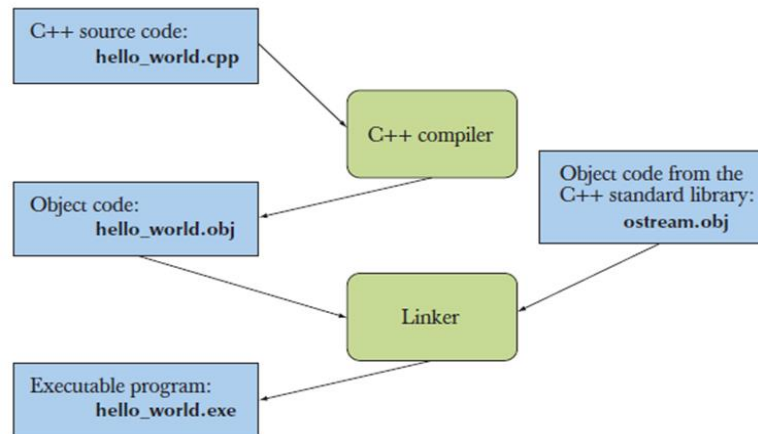 C++ source code:
hello_world.cpp
C++ compiler
Object code from the
C++ standard library:
ostream.obj
Object code:
hello_world.obj
Linker
Executable program:
hello_world.exe